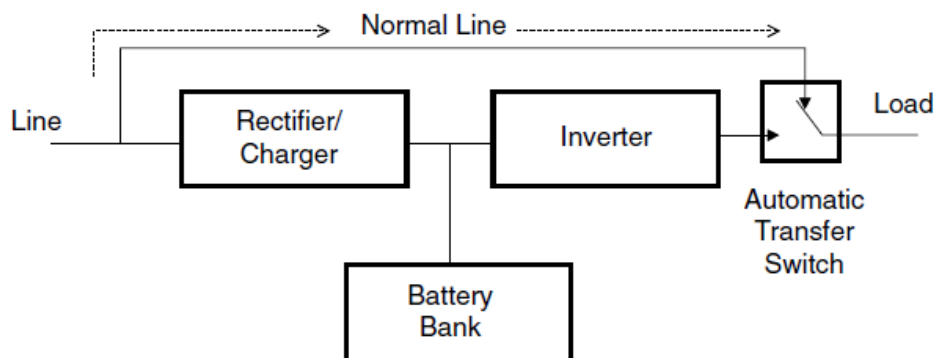 Normal Line
Line
Rectifier/
Charger
Inverter
Load
Automatic
Transfer
Switch
Battery
Bank